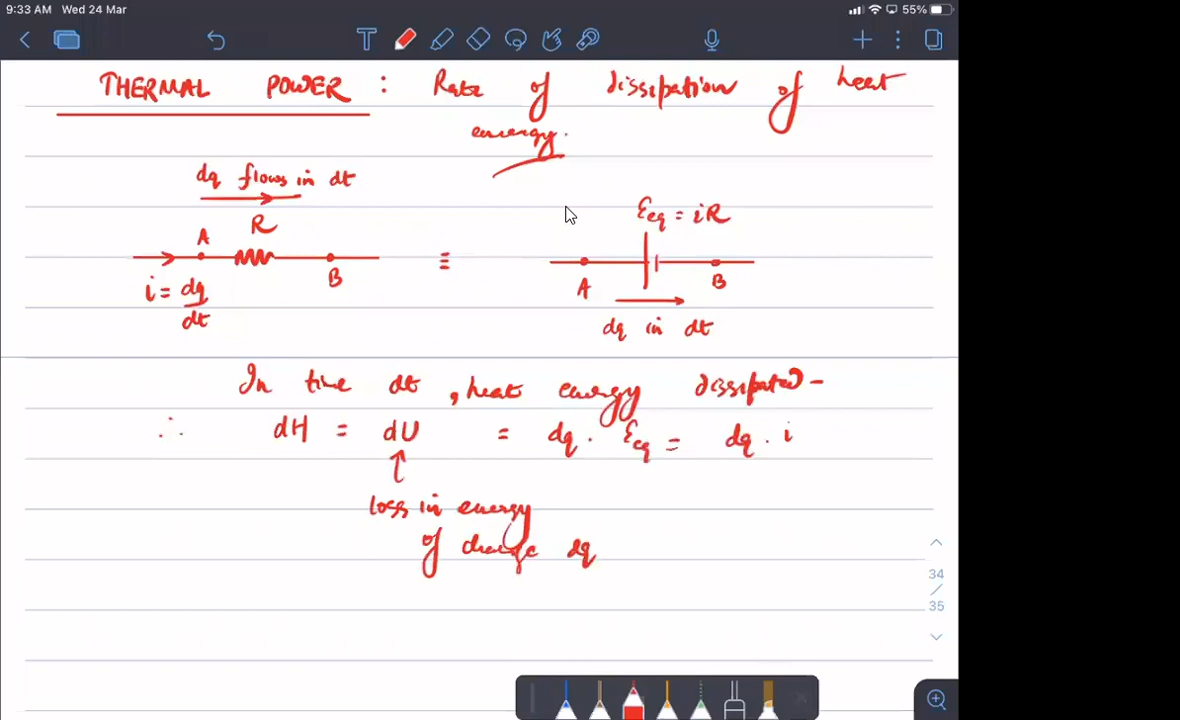 9:33 AM Wed 24 Mar
55%
THERMAL POWER : Rate of dissipation of heat
energy.
dq flows in dt
R
A
B
i = dq/dt
≡
Ɛeq = iR
A
B
dq in dt
In time dt, heat energy dissipated -
∴ dH = dU = dq . Ɛeq = dq . i
↑
loss in energy
of charge dq
34
/
35